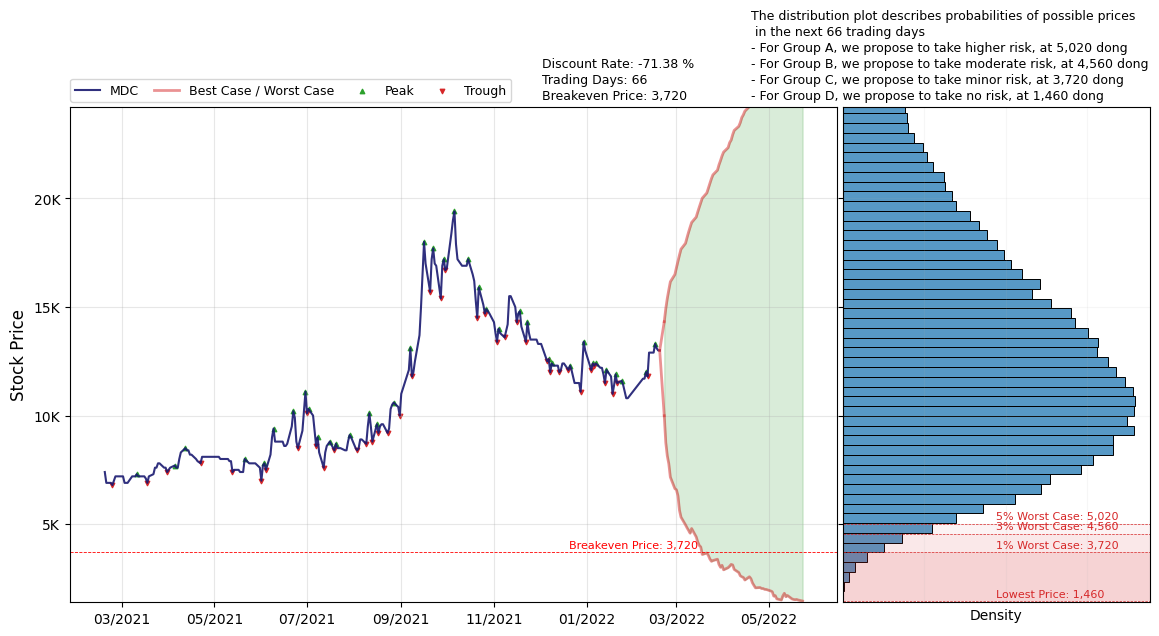 The distribution plot describes probabilities of possible prices
in the next 66 trading days
- For Group A, we propose to take higher risk, at 5,020 dong
- For Group B, we propose to take moderate risk, at 4,560 dong
- For Group C, we propose to take minor risk, at 3,720 dong
- For Group D, we propose to take no risk, at 1,460 dong
Discount Rate: -71.38 %
Trading Days: 66
Breakeven Price: 3,720
MDC Best Case / Worst Case Peak Trough
Stock Price
20K
15K
10K
5K
Breakeven Price: 3,720
03/2021 05/2021 07/2021 09/2021 11/2021 01/2022 03/2022 05/2022
5% Worst Case: 5,020
3% Worst Case: 4,560
1% Worst Case: 3,720
Lowest Price: 1,460
Density